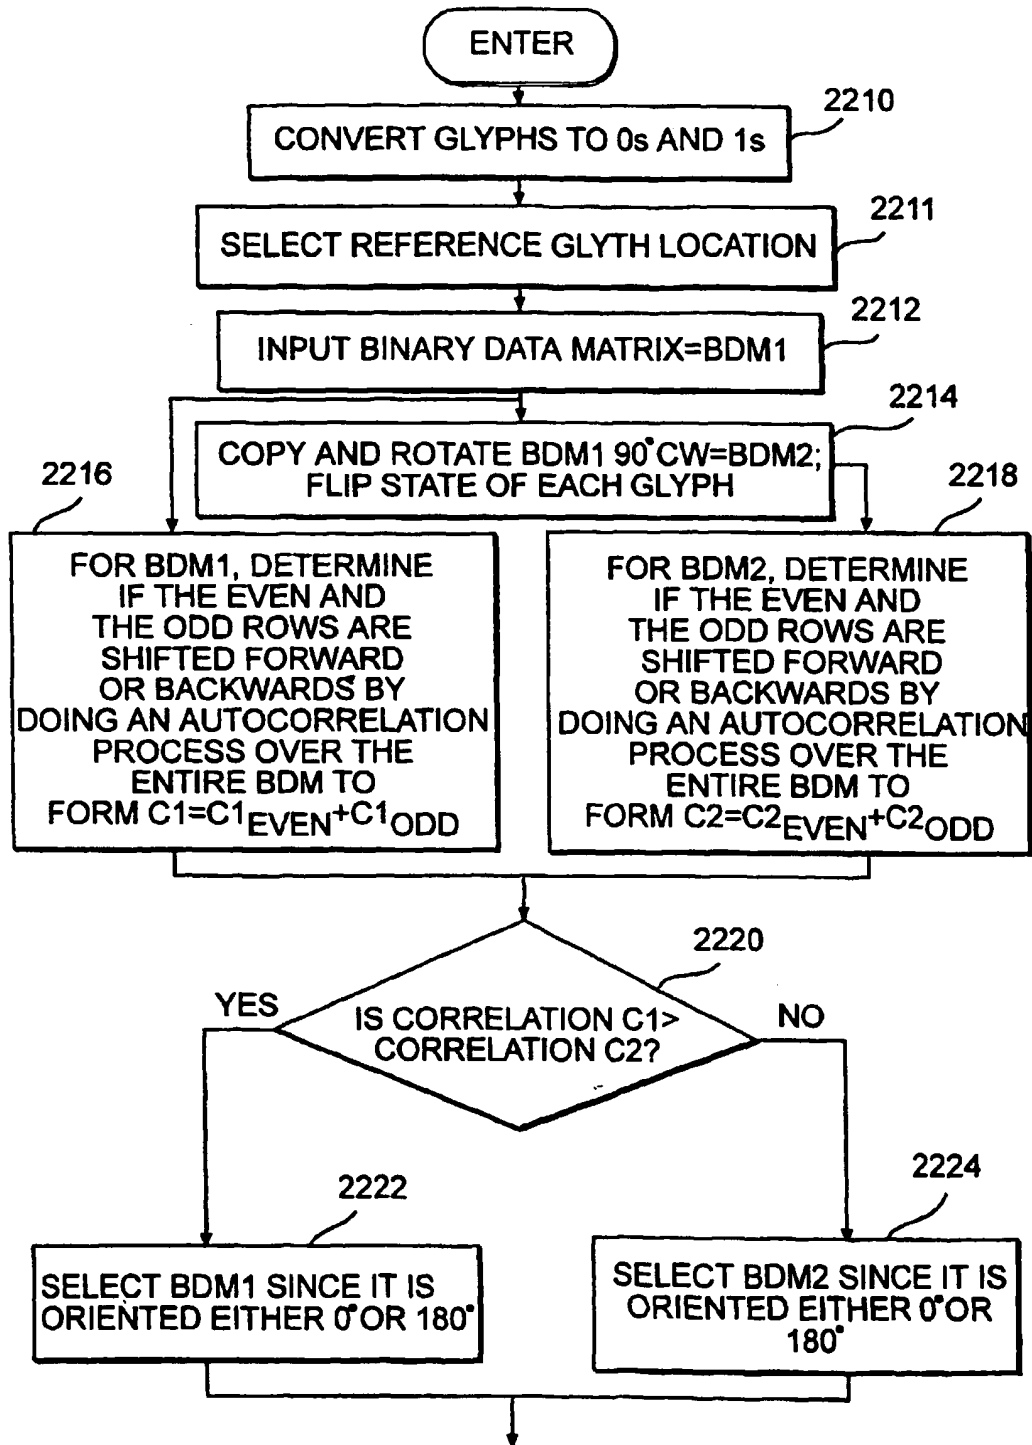 ENTER
2210
CONVERT GLYPHS TO 0s AND 1s
2211
SELECT REFERENCE GLYTH LOCATION
2212
INPUT BINARY DATA MATRIX=BDM1
2214
COPY AND ROTATE BDM1 90°CW=BDM2;
FLIP STATE OF EACH GLYPH
2216
2218
FOR BDM1, DETERMINE
IF THE EVEN AND
THE ODD ROWS ARE
SHIFTED FORWARD
OR BACKWARDS BY
DOING AN AUTOCORRELATION
PROCESS OVER THE
ENTIRE BDM TO
FORM C1=C1EVEN+C1ODD
FOR BDM2, DETERMINE
IF THE EVEN AND
THE ODD ROWS ARE
SHIFTED FORWARD
OR BACKWARDS BY
DOING AN AUTOCORRELATION
PROCESS OVER THE
ENTIRE BDM TO
FORM C2=C2EVEN+C2ODD
2220
YES
IS CORRELATION C1>
CORRELATION C2?
NO
2222
2224
SELECT BDM1 SINCE IT IS
ORIENTED EITHER 0°OR 180°
SELECT BDM2 SINCE IT IS
ORIENTED EITHER 0°OR
180°